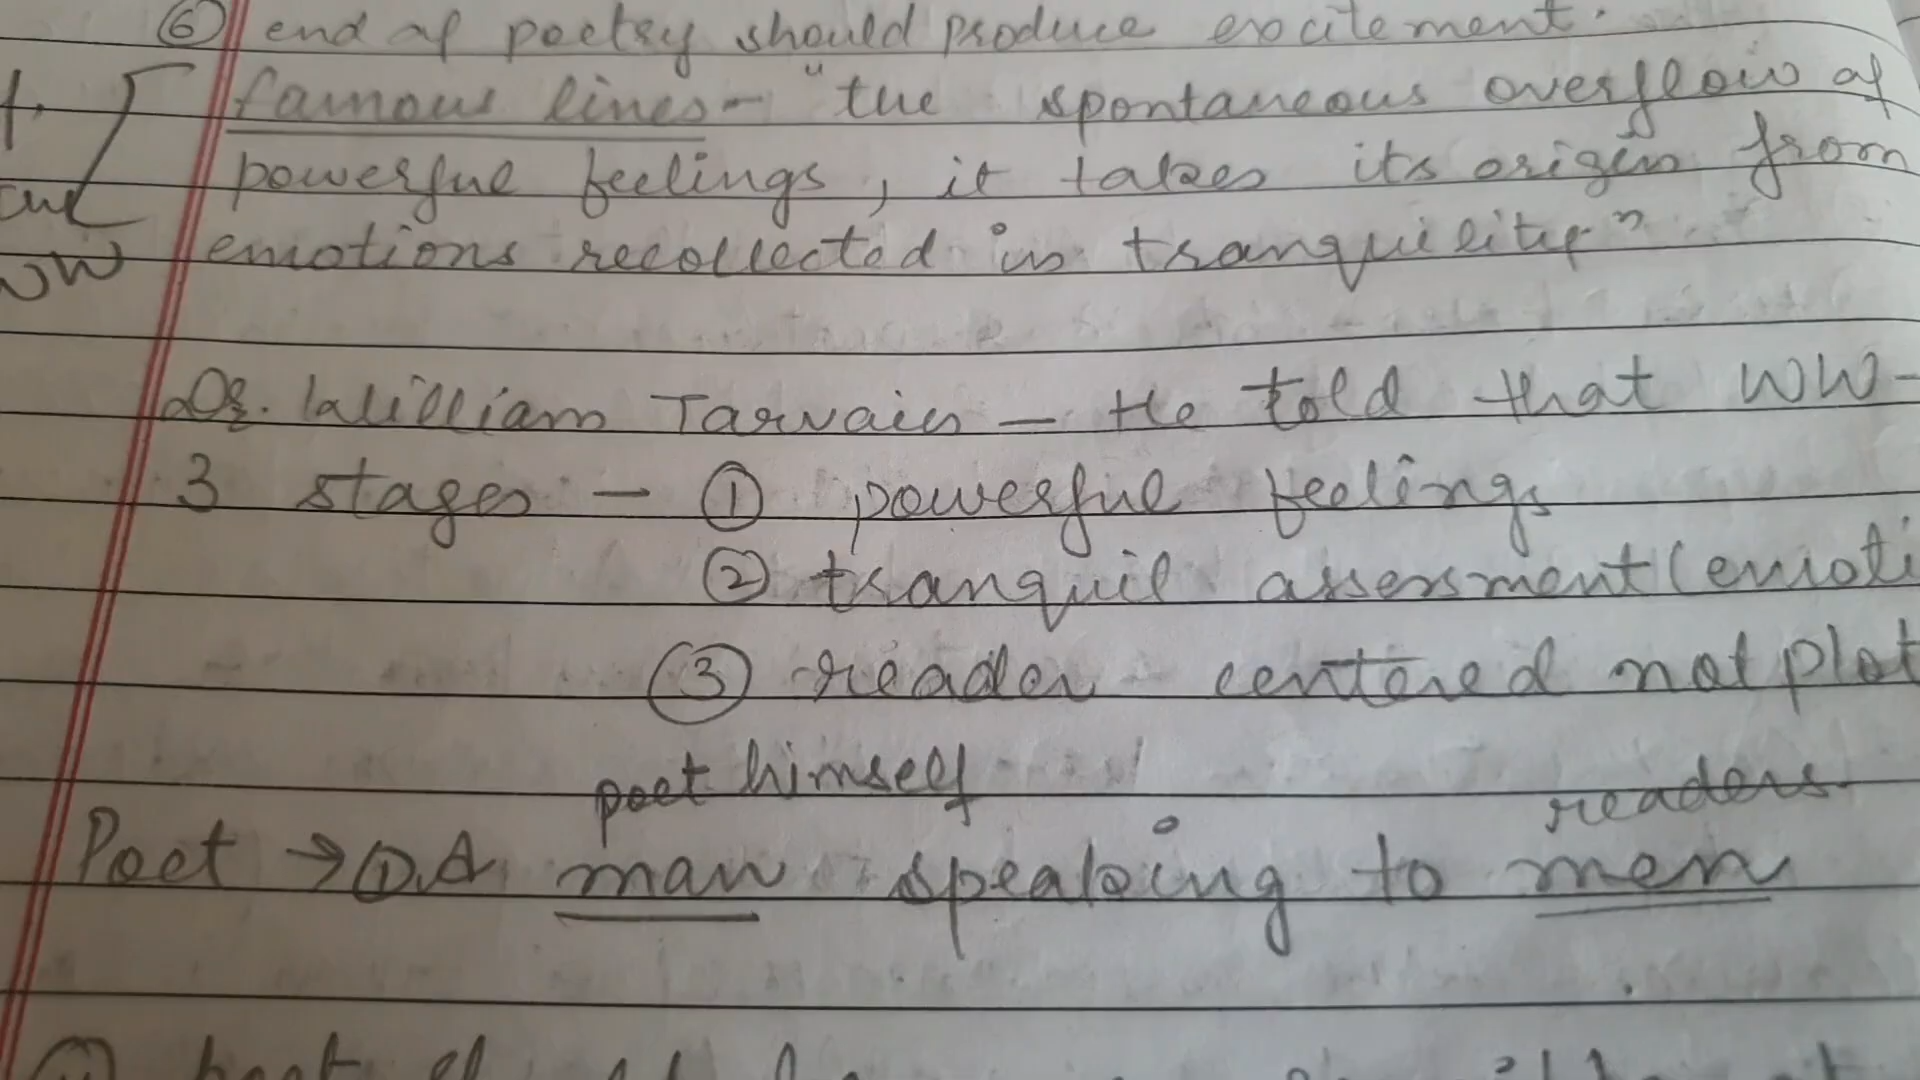 ⑥ end of poetry should produce excitement.
famous lines- "the spontaneous overflow of
powerful feelings, it takes its origin from
emotions recollected in tranquility"
WW
Dr. William Tarvain - He told that WW-
3 stages - ① powerful feelings
② tranquil assessment (emoti
③ reader centered not plot
poet himself readers
Poet → ①. A man speaking to men